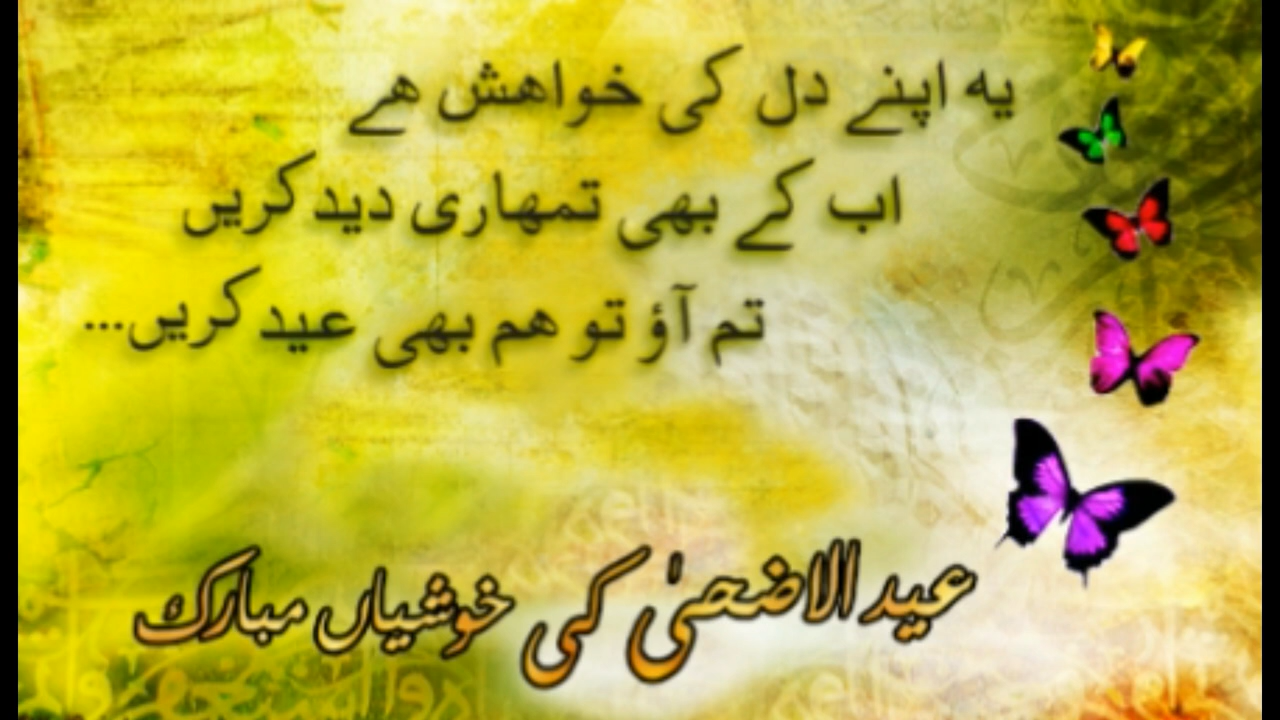 یہ اپنے دل کی خواھش ھے
اب کے بھی تمھاری دید کریں
تم آؤ تو ھم بھی عید کریں...
عید الاضحیٰ کی خوشیاں مبارک